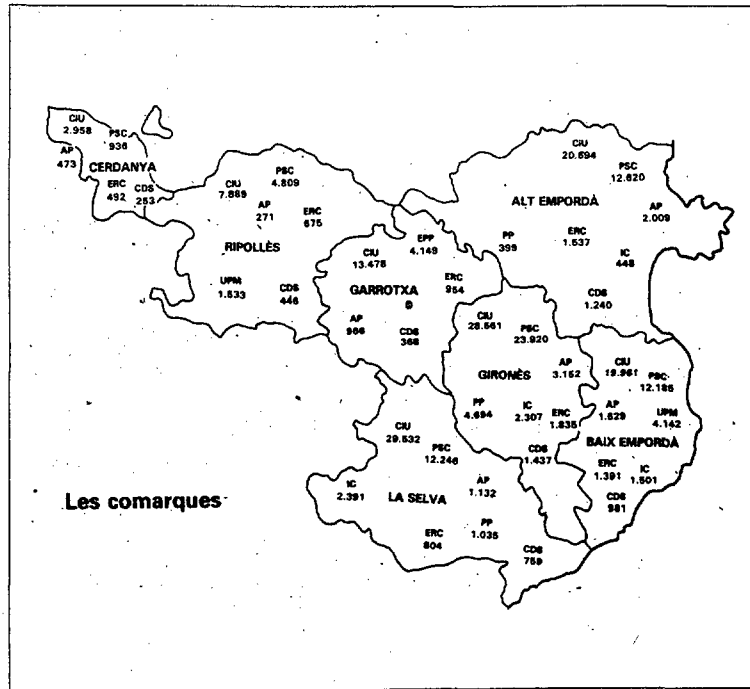 CIU
2.958
PSC
936
AP
473
CERDANYA
ERC
492
CDS
253
CIU
7.889
PSC
4.809
AP
271
ERC
675
RIPOLLÈS
UPM
1.533
CDS
446
CIU
13.478
EPP
4.149
GARROTXA
ERC
954
AP
966
CDS
368
CIU
20.694
PSC
12.620
ALT EMPORDÀ
AP
2.009
PP
399
ERC
1.537
IC
448
CDS
1.240
CIU
28.561
PSC
23.920
GIRONÈS
AP
3.152
PP
4.694
IC
2.307
ERC
1.835
CDS
1.437
CIU
19.961
PSC
12.185
AP
1.529
UPM
4.142
BAIX EMPORDÀ
ERC
1.391
IC
1.501
CDS
981
CIU
29.532
PSC
12.246
IC
2.391
LA SELVA
AP
1.132
ERC
804
PP
1.035
CDS
759
Les comarques